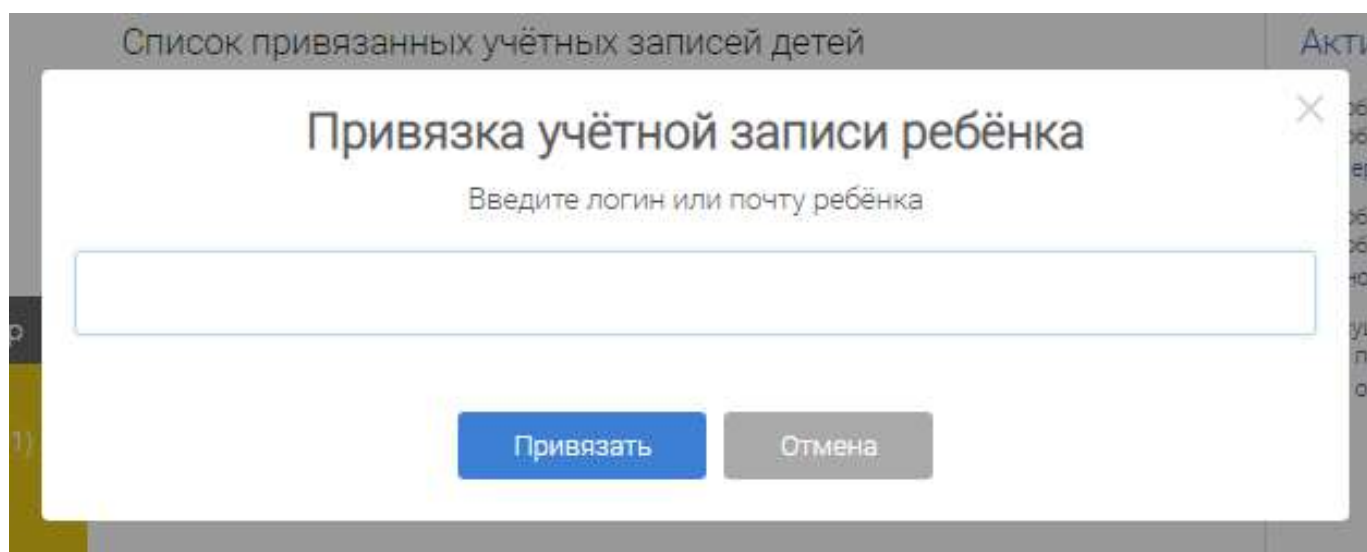 Список привязанных учётных записей детей
Привязка учётной записи ребёнка
Введите логин или почту ребёнка
Привязать
Отмена